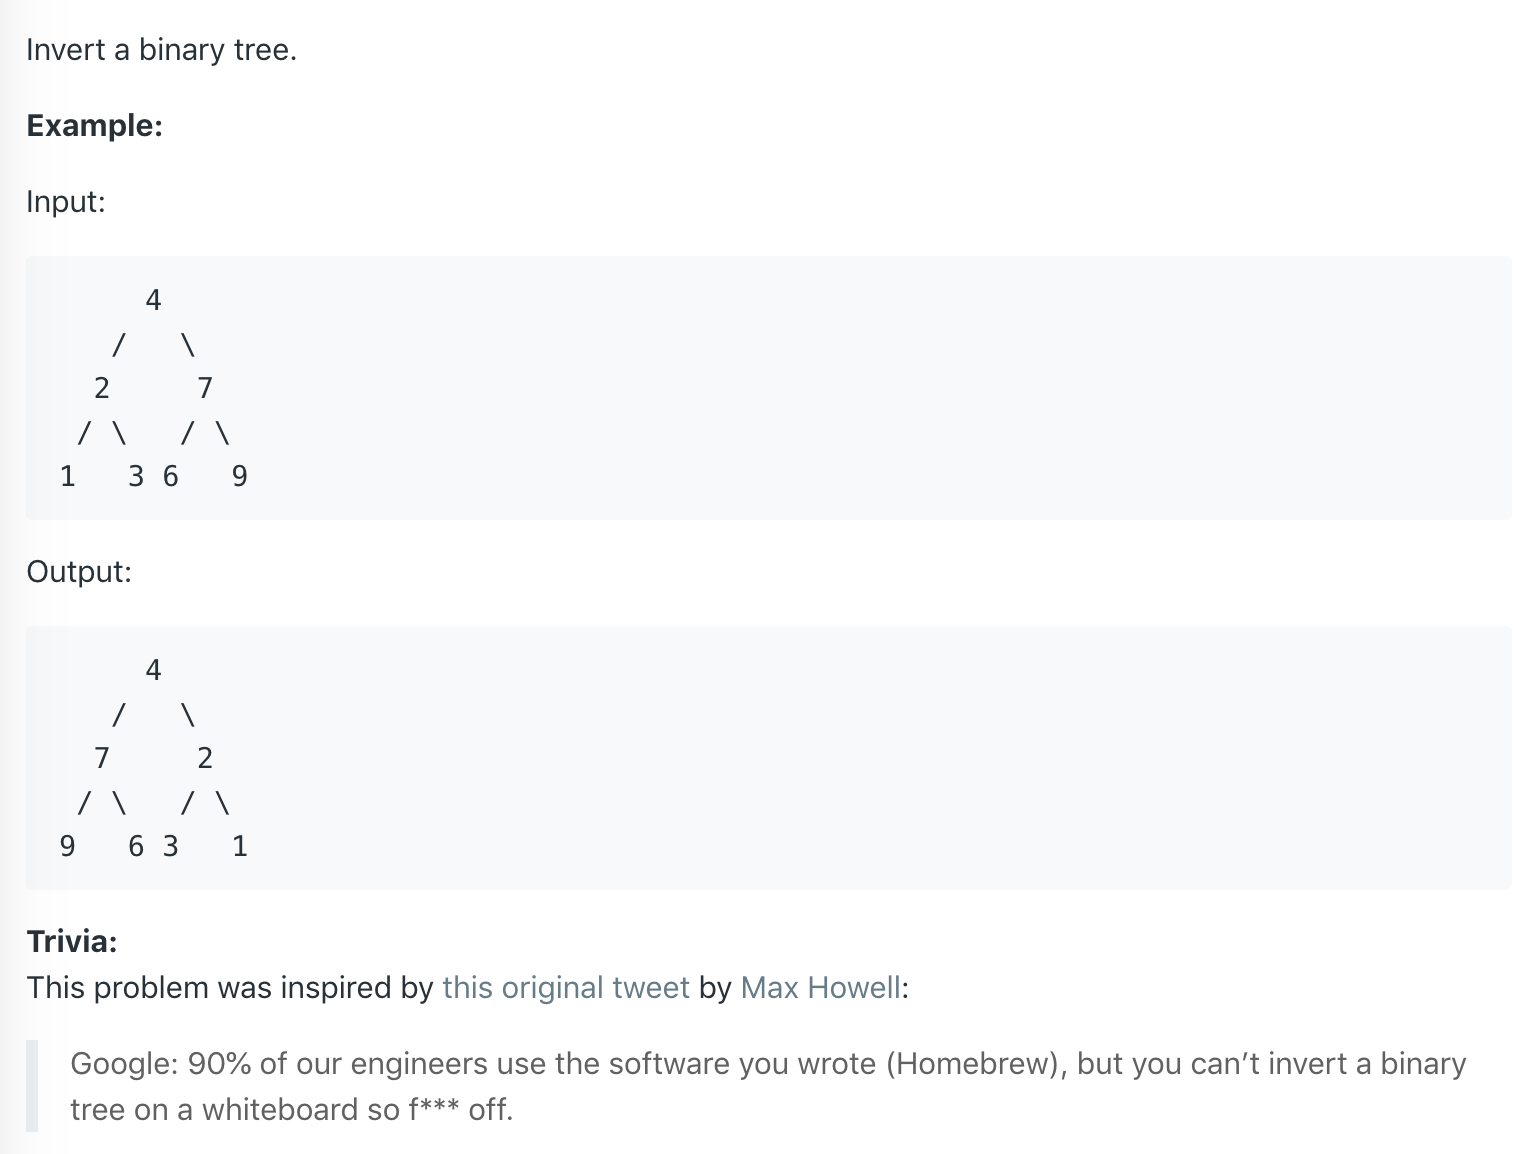 Invert a binary tree.
Example:
Input:
     4
   /   \
  2     7
 / \   / \
1   3 6   9
Output:
     4
   /   \
  7     2
 / \   / \
9   6 3   1
Trivia:
This problem was inspired by this original tweet by Max Howell:
Google: 90% of our engineers use the software you wrote (Homebrew), but you can’t invert a binary
tree on a whiteboard so f*** off.